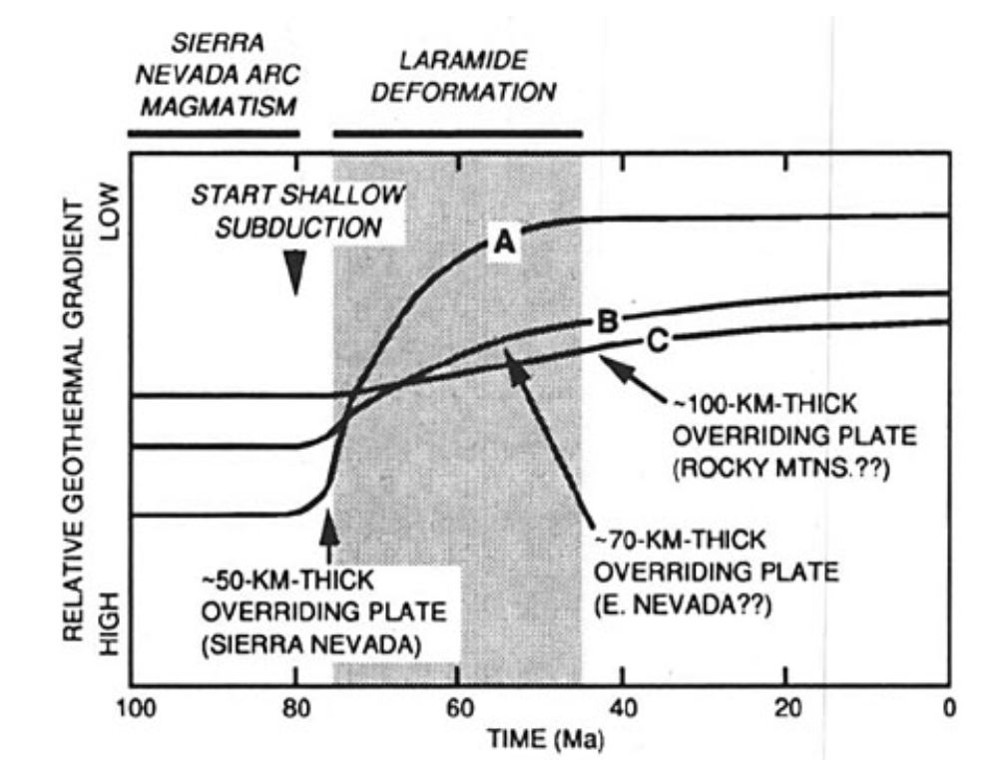 SIERRA
NEVADA ARC
MAGMATISM
LARAMIDE
DEFORMATION
START SHALLOW
SUBDUCTION
RELATIVE GEOTHERMAL GRADIENT
LOW
HIGH
A
B
C
~100-KM-THICK
OVERRIDING PLATE
(ROCKY MTNS.??)
~70-KM-THICK
OVERRIDING PLATE
(E. NEVADA??)
~50-KM-THICK
OVERRIDING PLATE
(SIERRA NEVADA)
100 80 60 40 20 0
TIME (Ma)